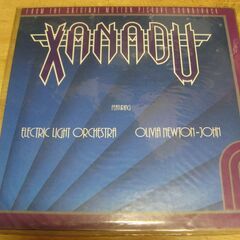 FROM THE ORIGINAL MOTION PICTURE SOUNDTRACK
XANADU
FEATURING
ELECTRIC LIGHT ORCHESTRA OLIVIA NEWTON-JOHN